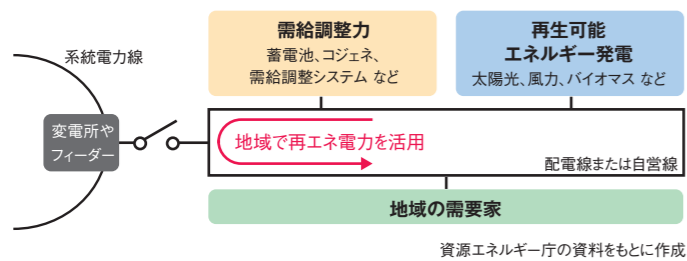 系統電力線
需給調整力
蓄電池、コジェネ、
需給調整システム など
再生可能
エネルギー発電
太陽光、風力、バイオマス など
変電所や
フィーダー
地域で再エネ電力を活用
配電線または自営線
地域の需要家
資源エネルギー庁の資料をもとに作成